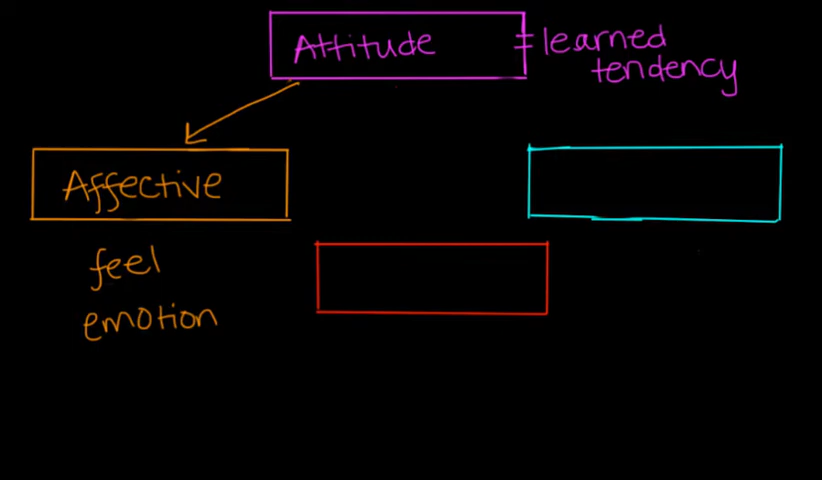 Attitude = learned
tendency
Affective
feel
emotion